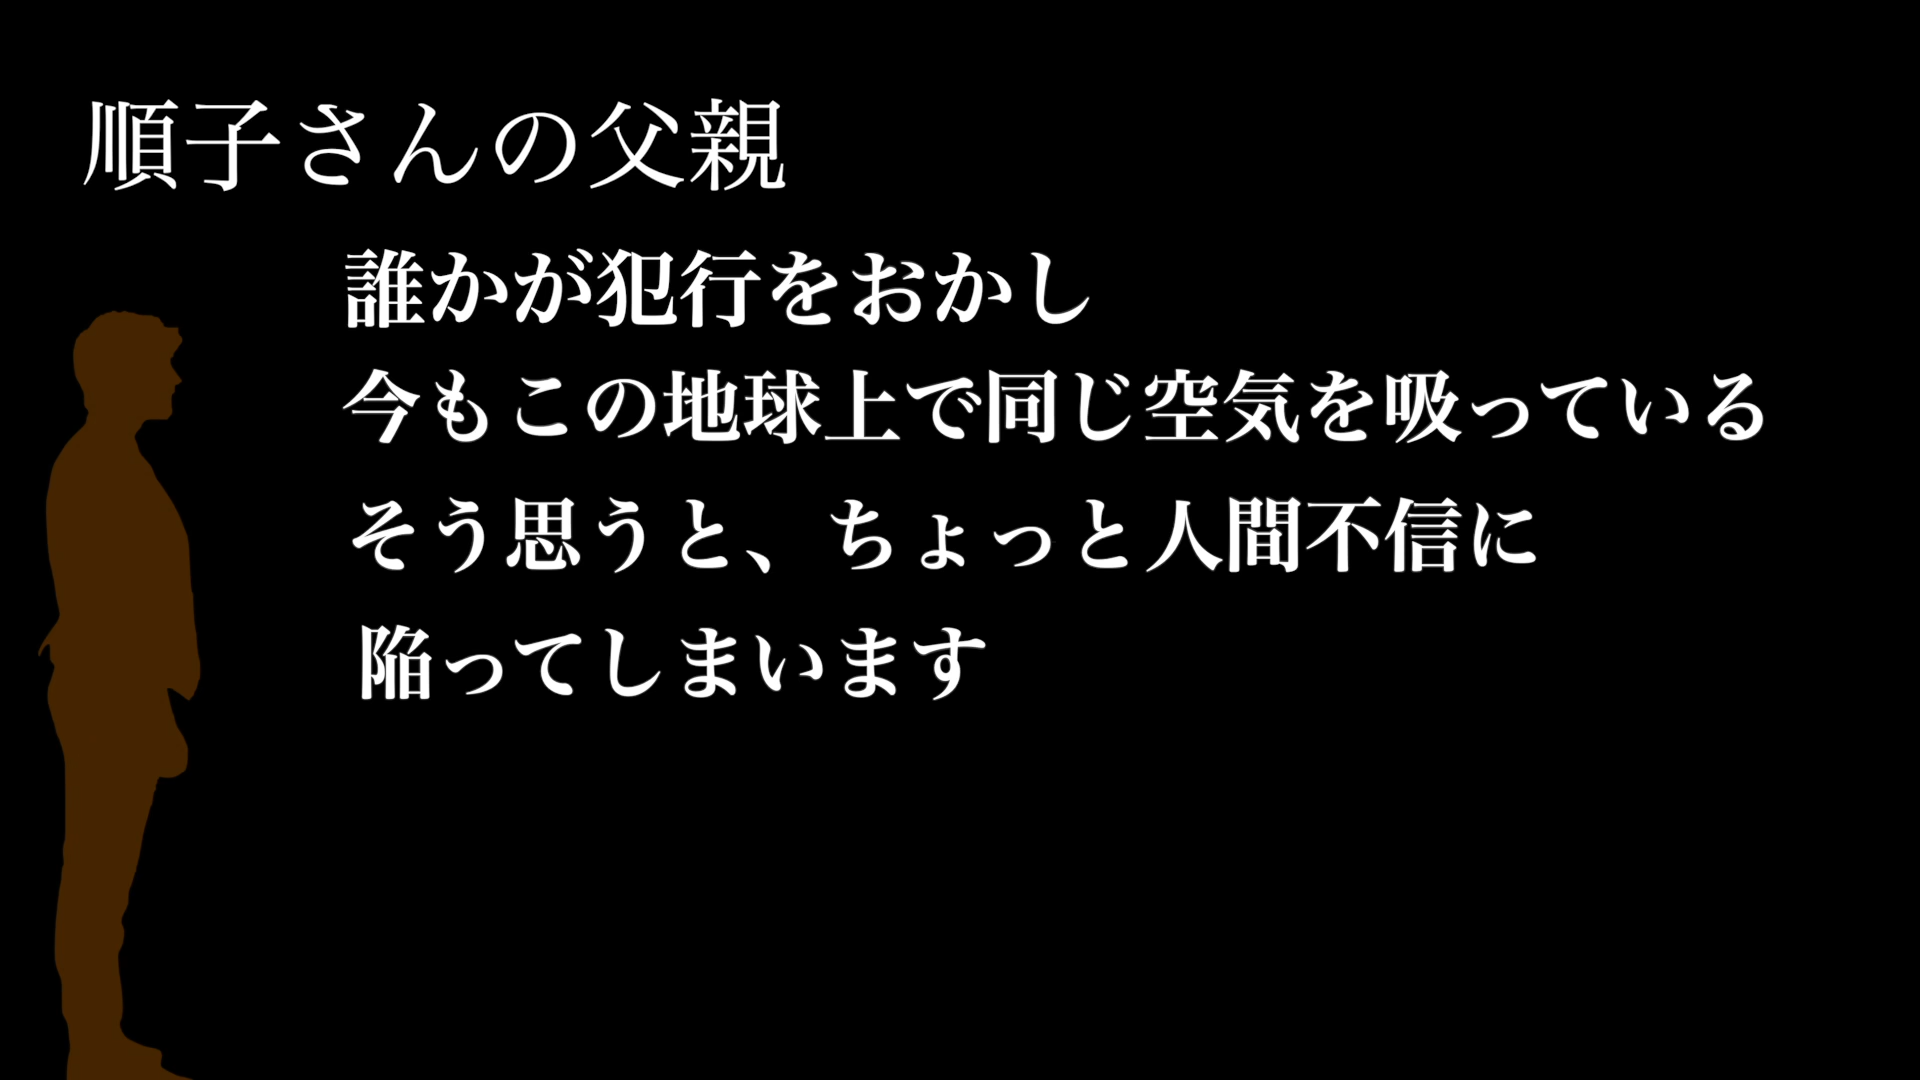 順子さんの父親
誰かが犯行をおかし
今もこの地球上で同じ空気を吸っている
そう思うと、ちょっと人間不信に
陥ってしまいます